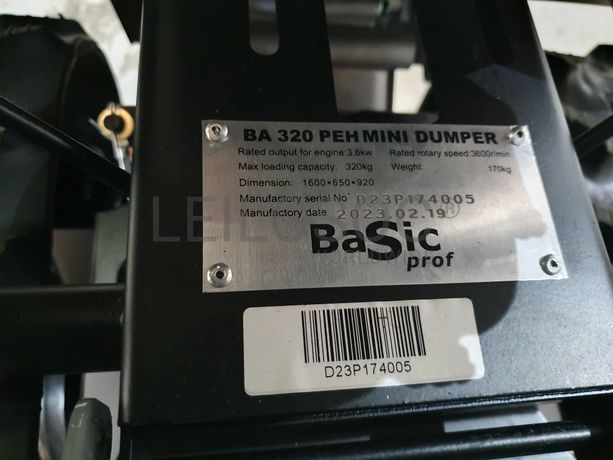 BA 320 PEH MINI DUMPER
Rated output for engine:3.6kw Rated rotary speed:3600r/min
Max loading capacity: 320kg Weight: 170kg
Dimension: 1600×650×920
Manufactory serial No D23P174005
Manufactory date 2023.02.19
BaSic
prof
D23P174005